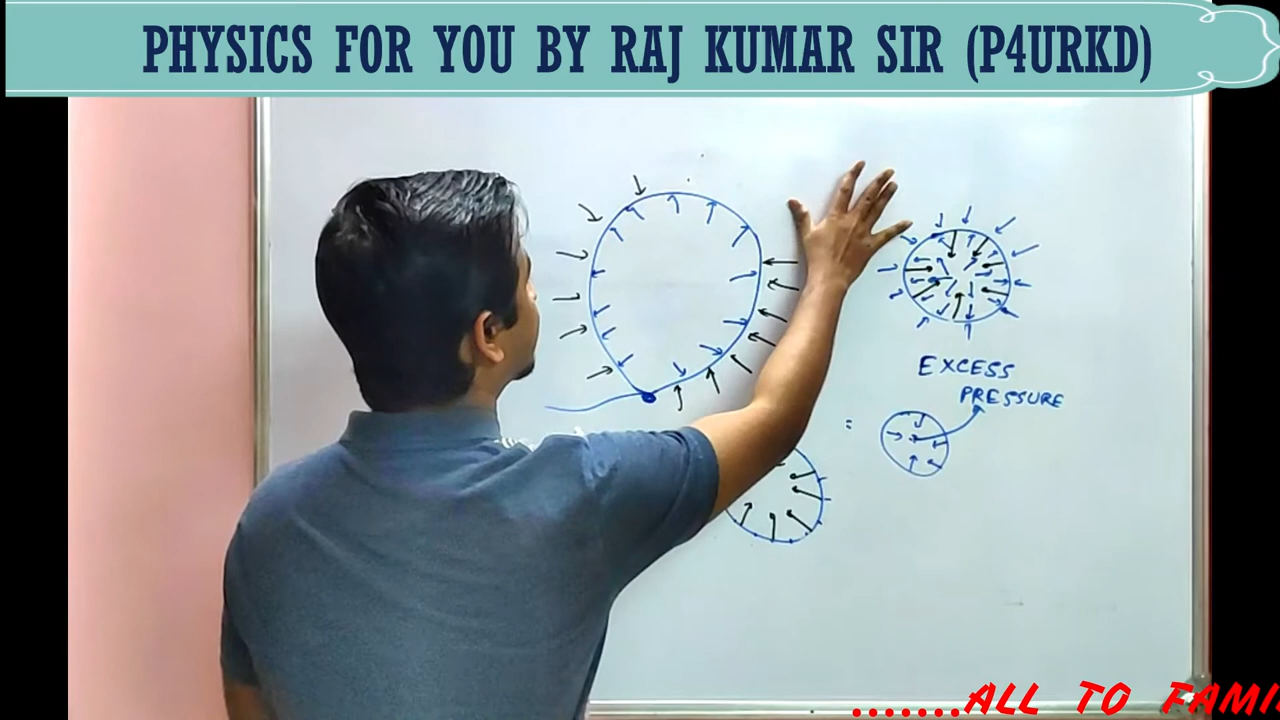 PHYSICS FOR YOU BY RAJ KUMAR SIR (P4URKD)
EXCESS
PRESSURE
=
.......ALL TO FAMI